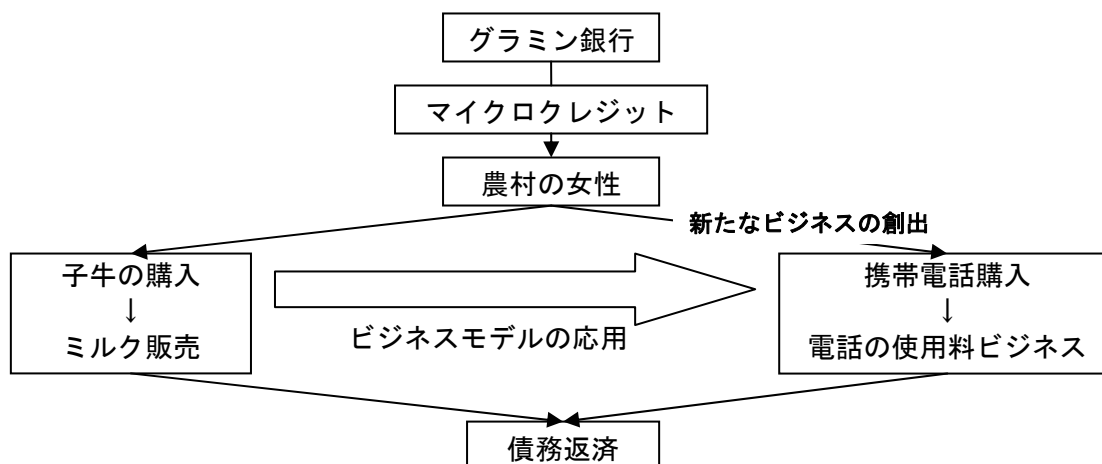 グラミン銀行
マイクロクレジット
農村の女性
新たなビジネスの創出
子牛の購入
↓
ミルク販売
ビジネスモデルの応用
携帯電話購入
↓
電話の使用料ビジネス
債務返済